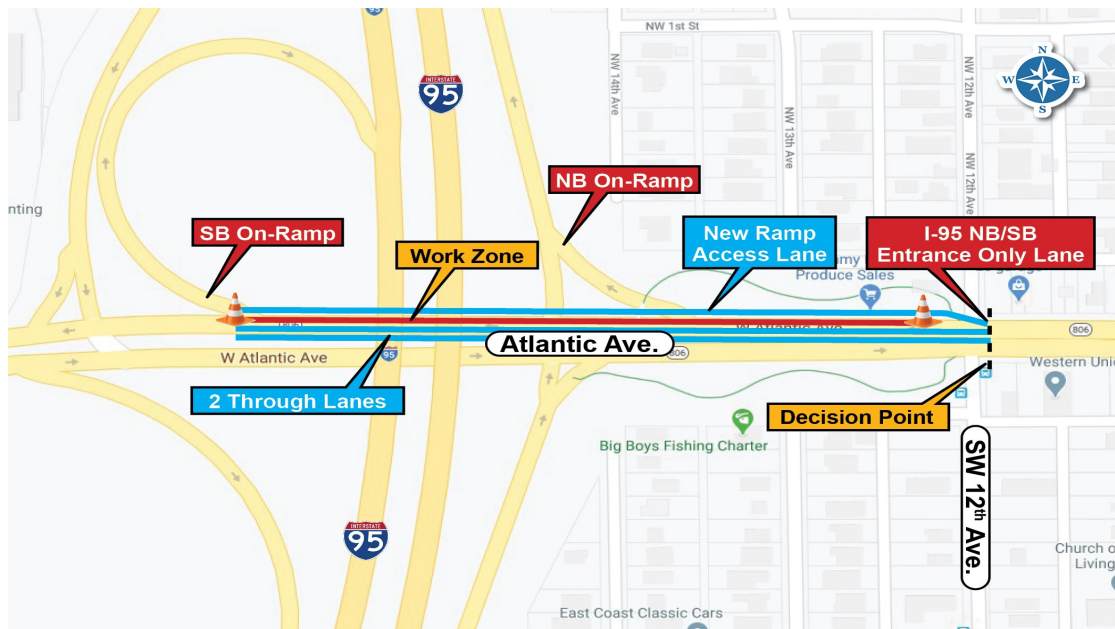 NW 1st St
N
W
E
S
INTERSTATE
95
NW 14th Ave
NW 13th Ave
NW 12th Ave
NW 12th Ave
NB On-Ramp
nting
SB On-Ramp
Work Zone
New Ramp
Access Lane
I-95 NB/SB
Entrance Only Lane
Produce Sales
W Atlantic Ave
806
W Atlantic Ave
95
Atlantic Ave.
806
Western Unio
2 Through Lanes
Decision Point
Big Boys Fishing Charter
SW 12th Ave.
INTERSTATE
95
Church o
Living
East Coast Classic Cars